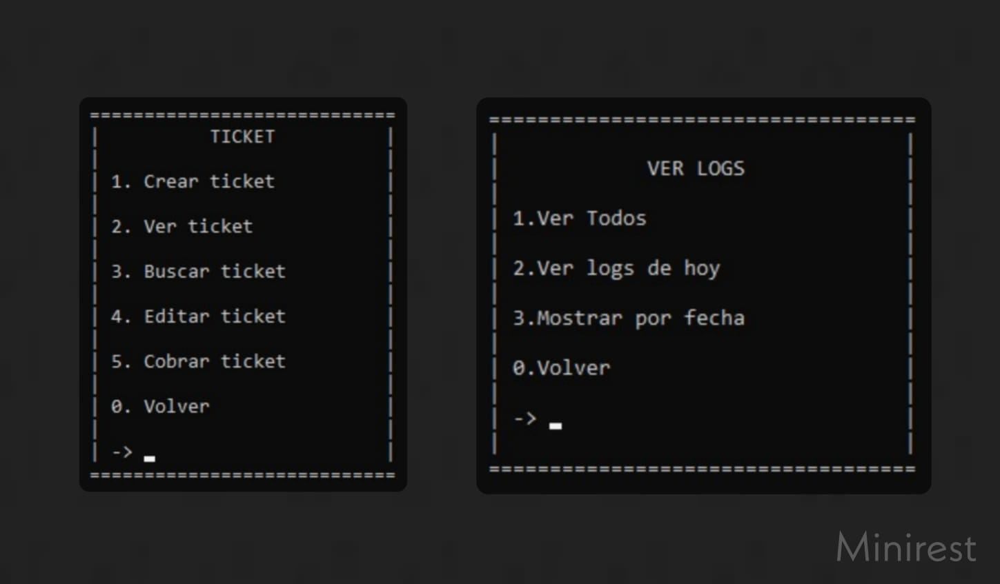 ============================
TICKET
1. Crear ticket
2. Ver ticket
3. Buscar ticket
4. Editar ticket
5. Cobrar ticket
0. Volver
->
============================
===================================
VER LOGS
1.Ver Todos
2.Ver logs de hoy
3.Mostrar por fecha
0.Volver
->
===================================
Minirest